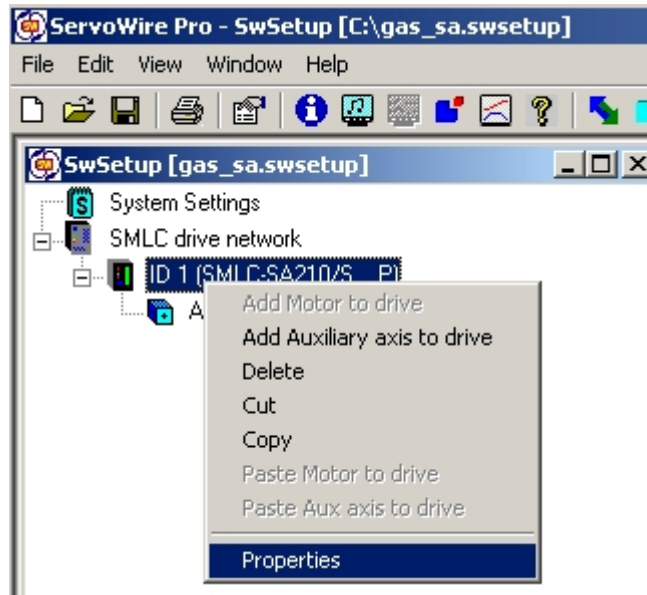 ServoWire Pro - SwSetup [C:\gas_sa.swsetup]
File Edit View Window Help
SwSetup [gas_sa.swsetup]
System Settings
SMLC drive network
ID 1 (SMLC-SA210/S P)
A
Add Motor to drive
Add Auxiliary axis to drive
Delete
Cut
Copy
Paste Motor to drive
Paste Aux axis to drive
Properties